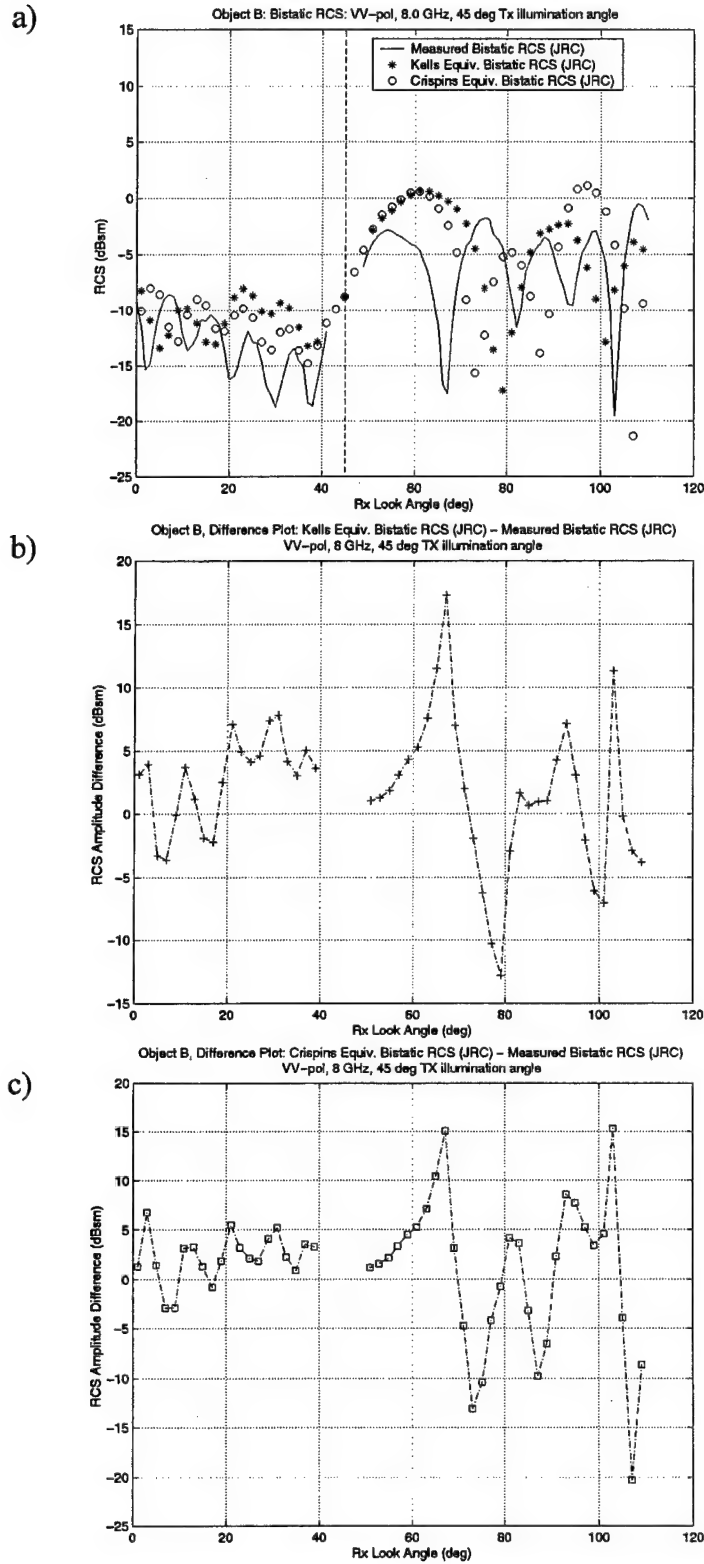 a)
Object B: Bistatic RCS: VV-pol, 8.0 GHz, 45 deg Tx illumination angle
Measured Bistatic RCS (JRC)
Kells Equiv. Bistatic RCS (JRC)
Crispins Equiv. Bistatic RCS (JRC)
15
10
5
0
-5
-10
-15
-20
-25
RCS (dBsm)
0 20 40 60 80 100 120
Rx Look Angle (deg)
b)
Object B, Difference Plot: Kells Equiv. Bistatic RCS (JRC) - Measured Bistatic RCS (JRC)
VV-pol, 8 GHz, 45 deg TX illumination angle
20
15
10
5
0
-5
-10
-15
RCS Amplitude Difference (dBsm)
0 20 40 60 80 100 120
Rx Look Angle (deg)
c)
Object B, Difference Plot: Crispins Equiv. Bistatic RCS (JRC) - Measured Bistatic RCS (JRC)
VV-pol, 8 GHz, 45 deg TX illumination angle
20
15
10
5
0
-5
-10
-15
-20
-25
RCS Amplitude Difference (dBsm)
0 20 40 60 80 100 120
Rx Look Angle (deg)